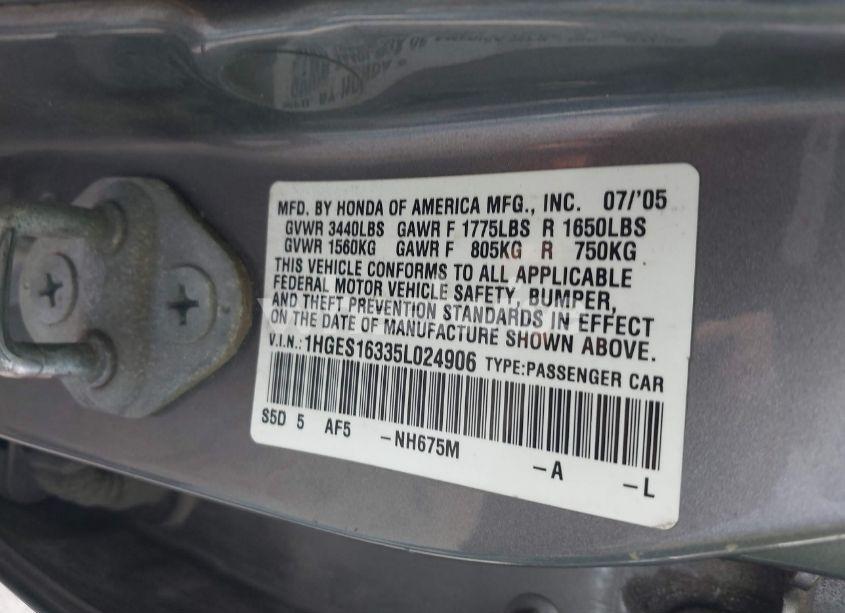 MFD. BY HONDA OF AMERICA MFG., INC. 07/'05
GVWR 3440LBS GAWR F 1775LBS R 1650LBS
GVWR 1560KG GAWR F 805KG R 750KG
THIS VEHICLE CONFORMS TO ALL APPLICABLE
FEDERAL MOTOR VEHICLE SAFETY, BUMPER,
AND THEFT PREVENTION STANDARDS IN EFFECT
ON THE DATE OF MANUFACTURE SHOWN ABOVE.
V.I.N.: 1HGES16335L024906 TYPE:PASSENGER CAR
S5D 5 AF5 -NH675M -A -L